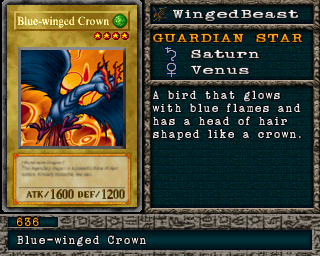 Blue-winged Crown
ATK/1600 DEF/1200
WingedBeast
GUARDIAN STAR
Saturn
Venus
A bird that glows
with blue flames and
has a head of hair
shaped like a crown.
636
Blue-winged Crown